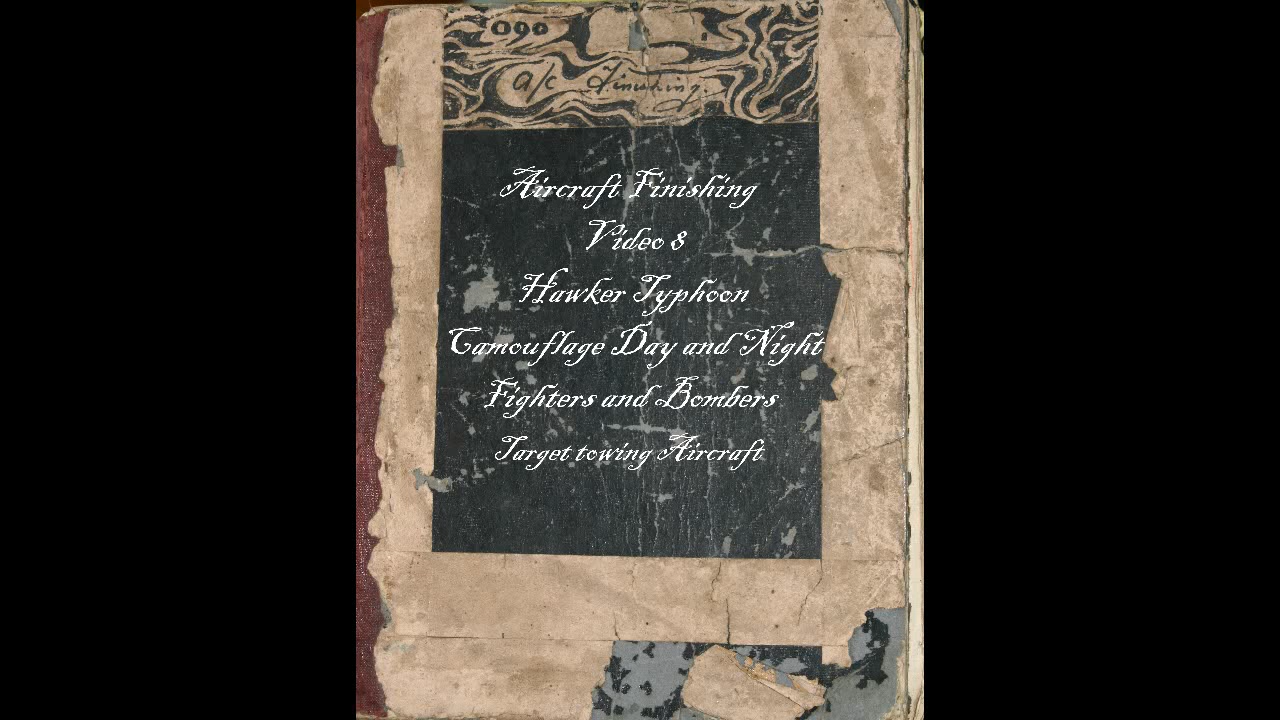 090
a/c Finishing.
Aircraft Finishing
Video 8
Hawker Typhoon
Camouflage Day and Night
Fighters and Bombers
Target towing Aircraft